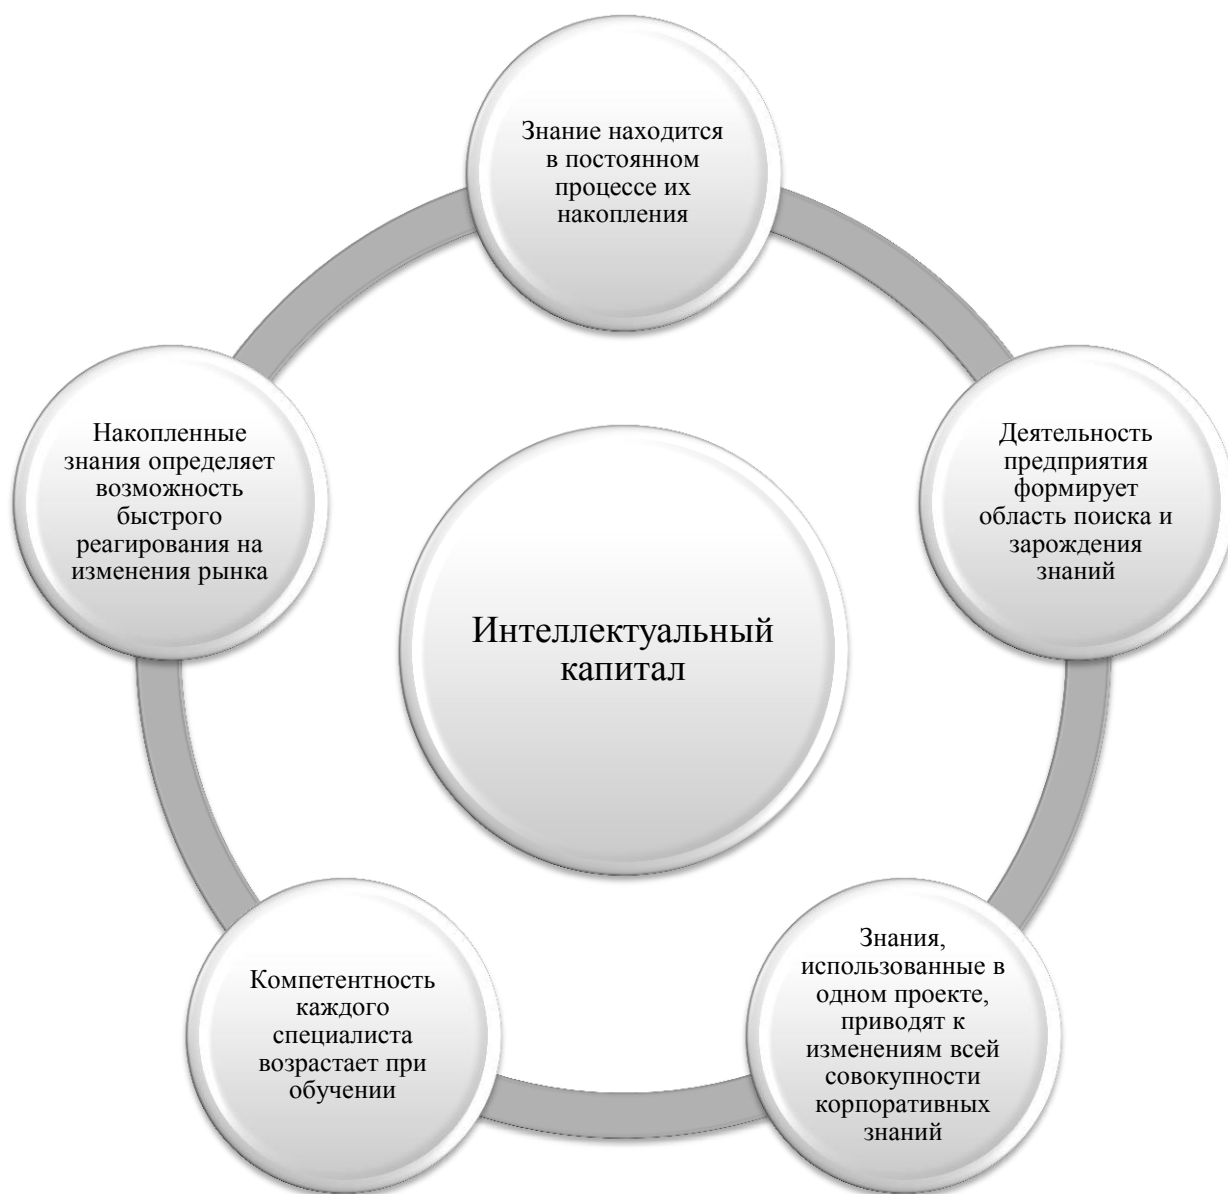 Знание находится
в постоянном
процессе их
накопления
Накопленные
знания определяет
возможность
быстрого
реагирования на
изменения рынка
Деятельность
предприятия
формирует
область поиска и
зарождения
знаний
Интеллектуальный
капитал
Компетентность
каждого
специалиста
возрастает при
обучении
Знания,
использованные в
одном проекте,
приводят к
изменениям всей
совокупности
корпоративных
знаний